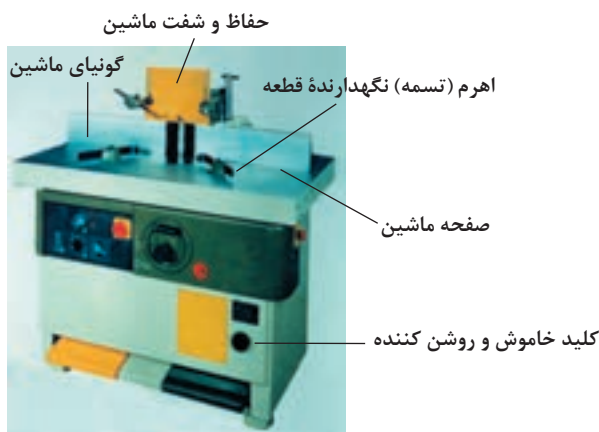 حفاظ و شفت ماشین
گونیای ماشین
اهرم (تسمه) نگهدارندهٔ قطعه
صفحه ماشین
کلید خاموش و روشن کننده